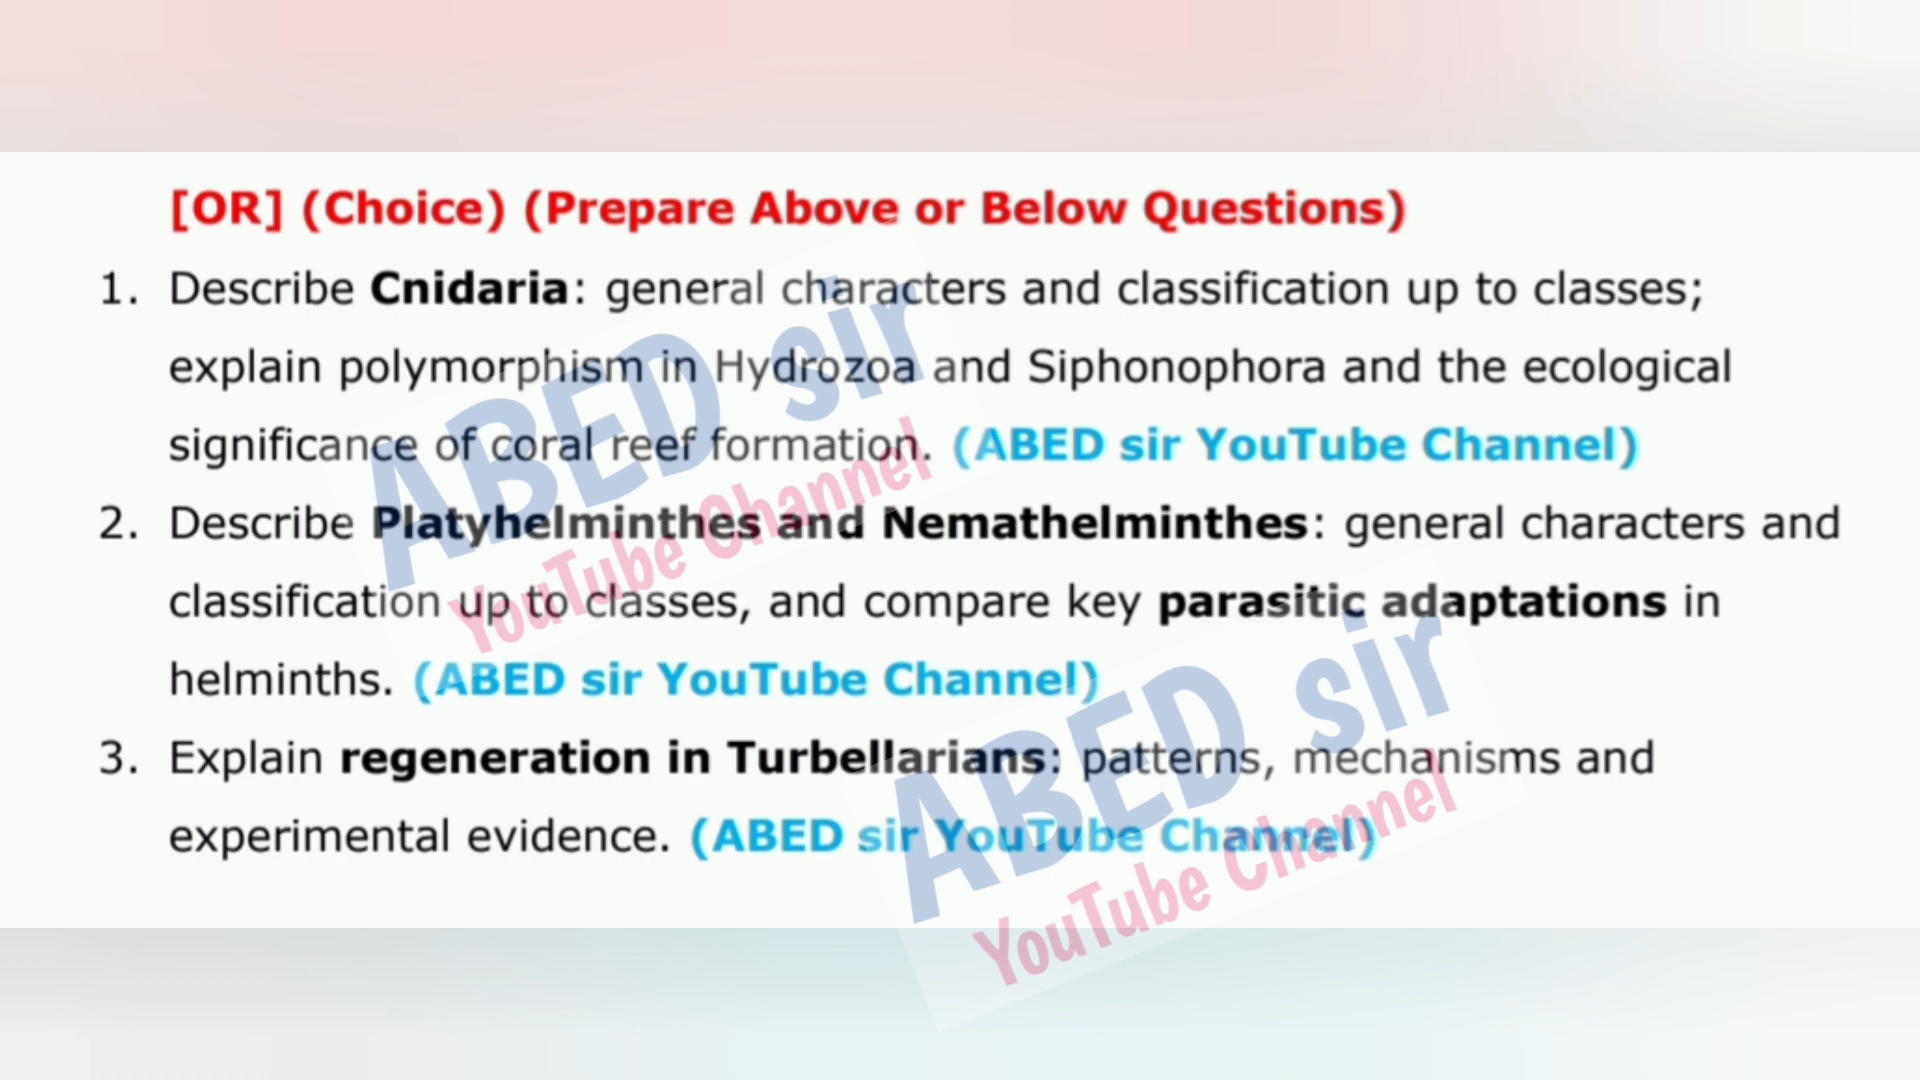 [OR] (Choice) (Prepare Above or Below Questions)
1. Describe Cnidaria: general characters and classification up to classes;
explain polymorphism in Hydrozoa and Siphonophora and the ecological
significance of coral reef formation. (ABED sir YouTube Channel)
2. Describe Platyhelminthes and Nemathelminthes: general characters and
classification up to classes, and compare key parasitic adaptations in
helminths. (ABED sir YouTube Channel)
3. Explain regeneration in Turbellarians: patterns, mechanisms and
experimental evidence. (ABED sir YouTube Channel)
ABED sir
YouTube Channel
ABED sir
YouTube Channel